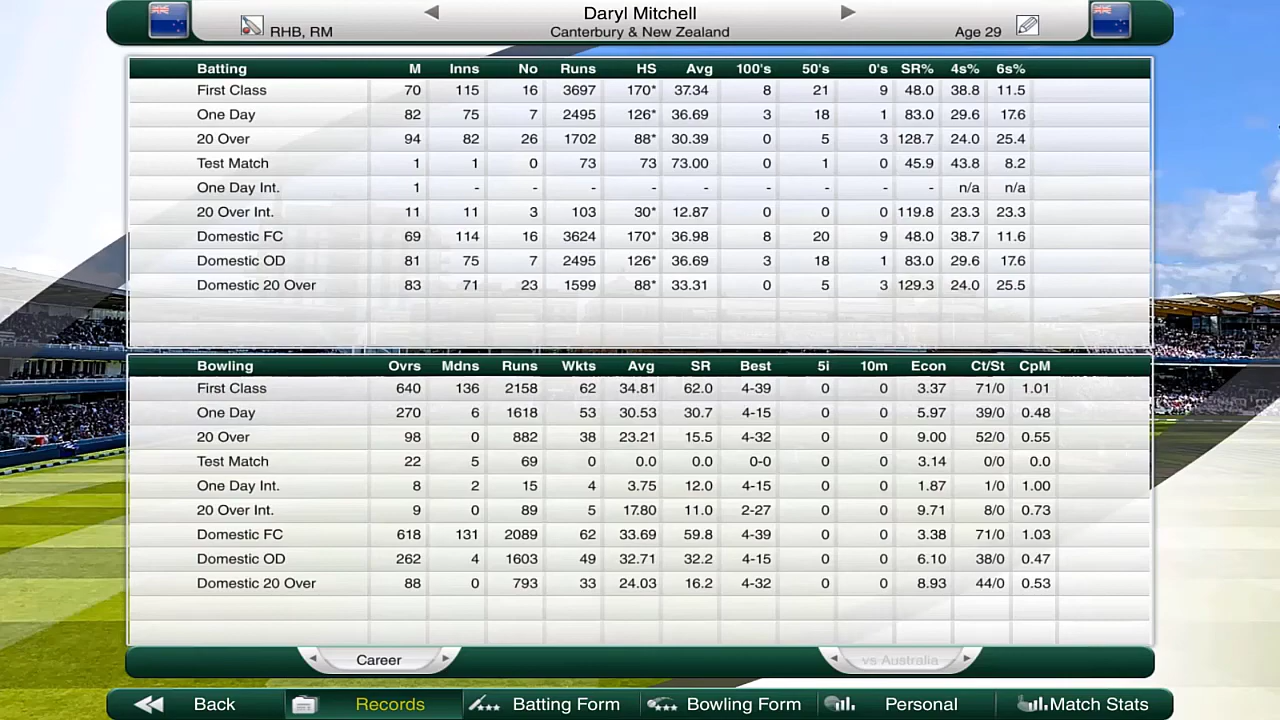 Daryl Mitchell
RHB, RM Canterbury & New Zealand Age 29
Batting M Inns No Runs HS Avg 100's 50's 0's SR% 4s% 6s%
First Class 70 115 16 3697 170* 37.34 8 21 9 48.0 38.8 11.5
One Day 82 75 7 2495 126* 36.69 3 18 1 83.0 29.6 17.6
20 Over 94 82 26 1702 88* 30.39 0 5 3 128.7 24.0 25.4
Test Match 1 1 0 73 73 73.00 0 1 0 45.9 43.8 8.2
One Day Int. 1 - - - - - - - - - n/a n/a
20 Over Int. 11 11 3 103 30* 12.87 0 0 0 119.8 23.3 23.3
Domestic FC 69 114 16 3624 170* 36.98 8 20 9 48.0 38.7 11.6
Domestic OD 81 75 7 2495 126* 36.69 3 18 1 83.0 29.6 17.6
Domestic 20 Over 83 71 23 1599 88* 33.31 0 5 3 129.3 24.0 25.5
Bowling Ovrs Mdns Runs Wkts Avg SR Best 5i 10m Econ Ct/St CpM
First Class 640 136 2158 62 34.81 62.0 4-39 0 0 3.37 71/0 1.01
One Day 270 6 1618 53 30.53 30.7 4-15 0 0 5.97 39/0 0.48
20 Over 98 0 882 38 23.21 15.5 4-32 0 0 9.00 52/0 0.55
Test Match 22 5 69 0 0.0 0.0 0-0 0 0 3.14 0/0 0.0
One Day Int. 8 2 15 4 3.75 12.0 4-15 0 0 1.87 1/0 1.00
20 Over Int. 9 0 89 5 17.80 11.0 2-27 0 0 9.71 8/0 0.73
Domestic FC 618 131 2089 62 33.69 59.8 4-39 0 0 3.38 71/0 1.03
Domestic OD 262 4 1603 49 32.71 32.2 4-15 0 0 6.10 38/0 0.47
Domestic 20 Over 88 0 793 33 24.03 16.2 4-32 0 0 8.93 44/0 0.53
Career vs Australia
Back Records Batting Form Bowling Form Personal Match Stats